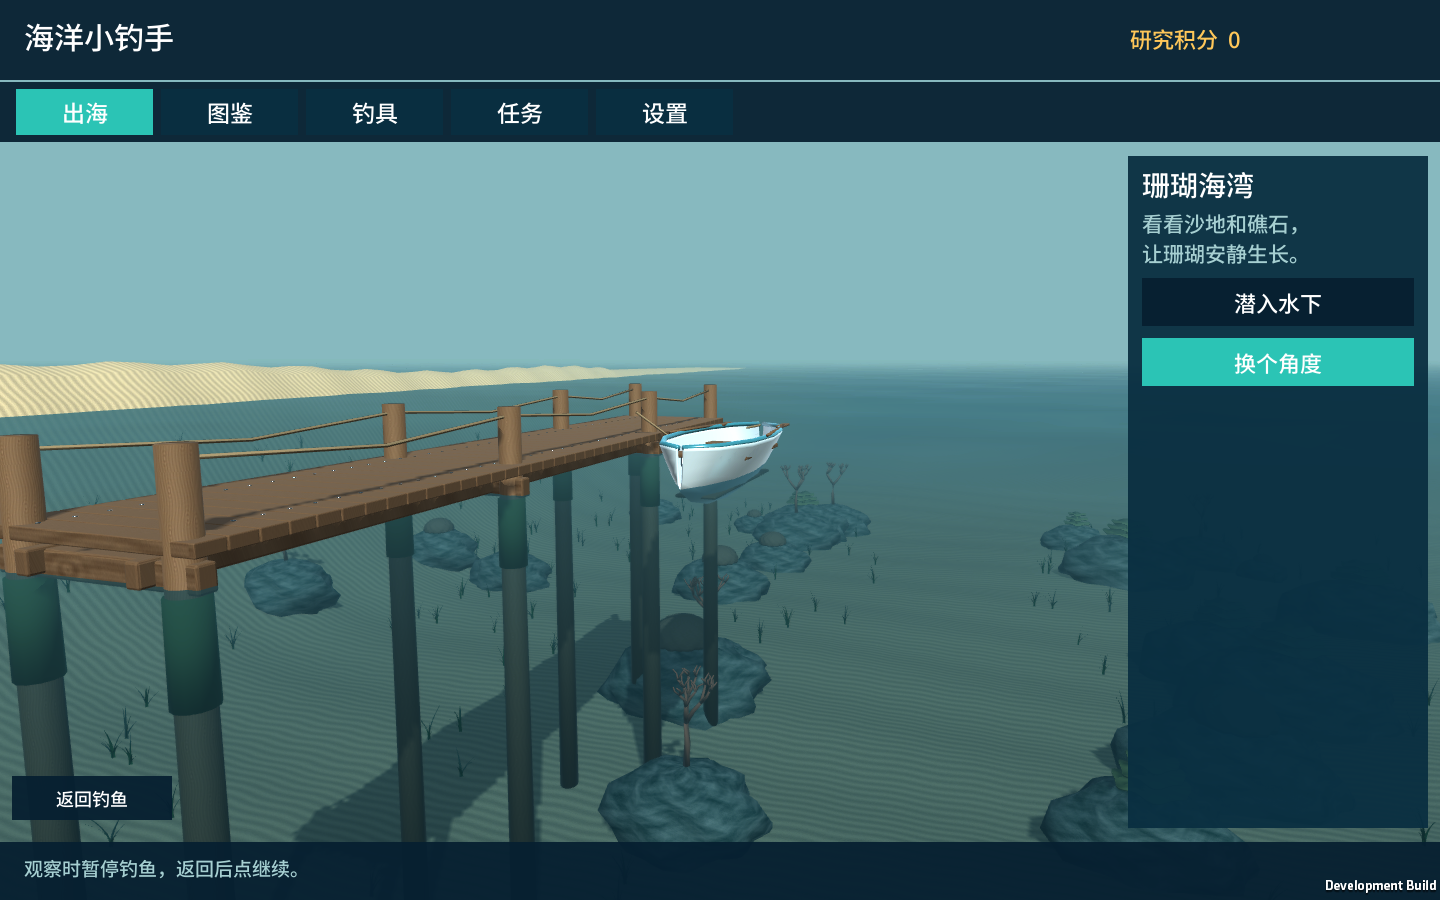 海洋小钓手
研究积分 0
出海
图鉴
钓具
任务
设置
珊瑚海湾
看看沙地和礁石，
让珊瑚安静生长。
潜入水下
换个角度
返回钓鱼
观察时暂停钓鱼，返回后点继续。
Development Build